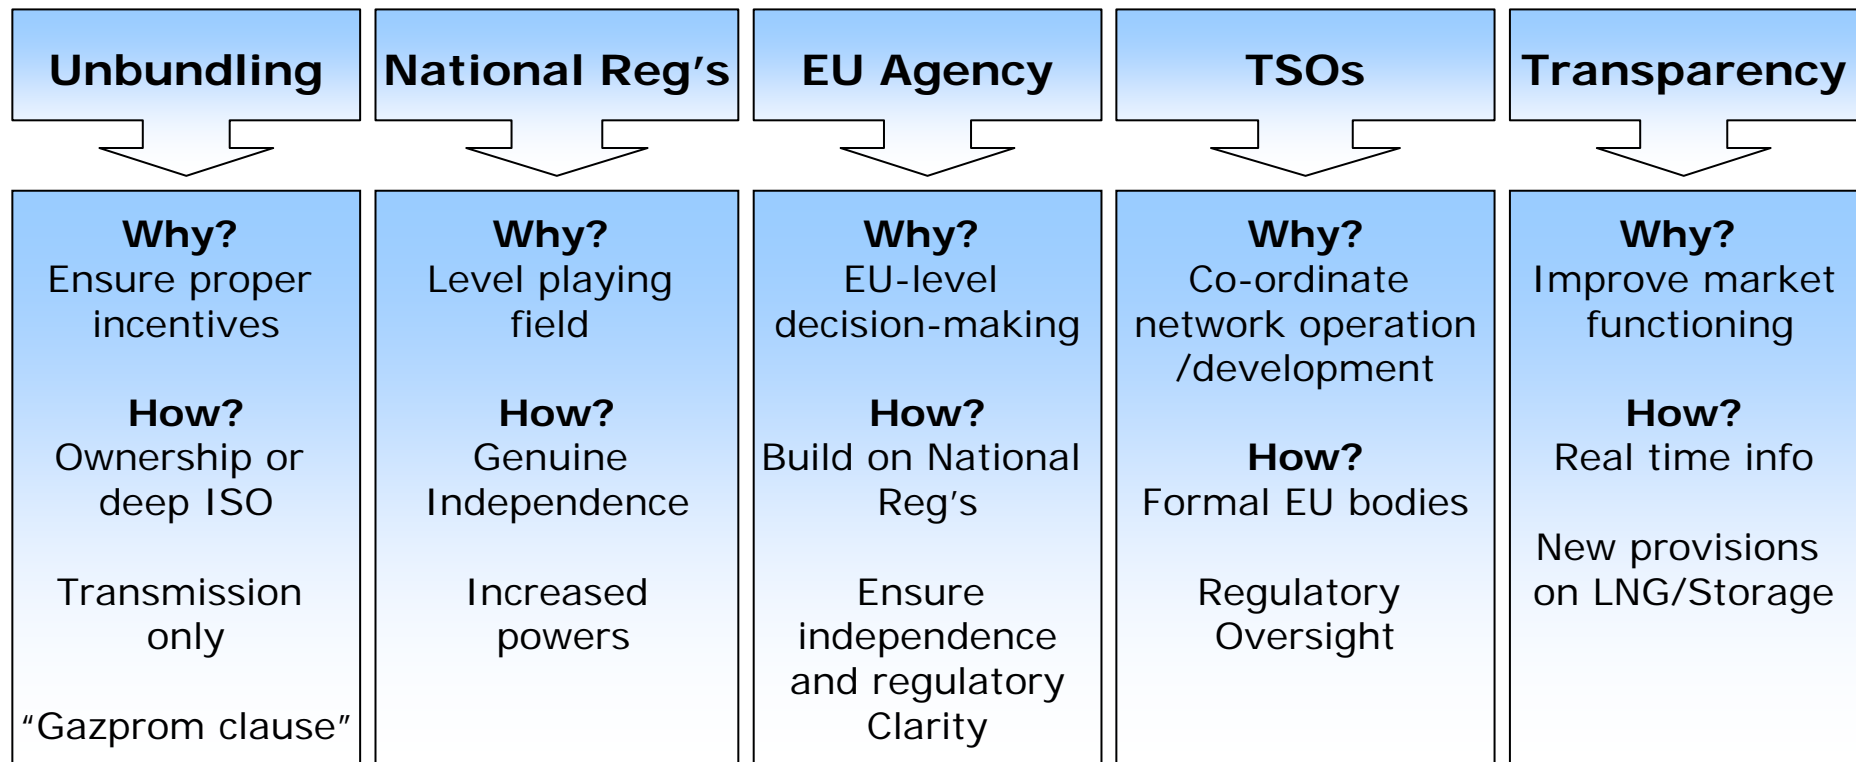 Unbundling
Why?
Ensure proper
incentives
How?
Ownership or
deep ISO
Transmission
only
“Gazprom clause”
National Reg’s
Why?
Level playing
field
How?
Genuine
Independence
Increased
powers
EU Agency
Why?
EU-level
decision-making
How?
Build on National
Reg’s
Ensure
independence
and regulatory
Clarity
TSOs
Why?
Co-ordinate
network operation
/development
How?
Formal EU bodies
Regulatory
Oversight
Transparency
Why?
Improve market
functioning
How?
Real time info
New provisions
on LNG/Storage